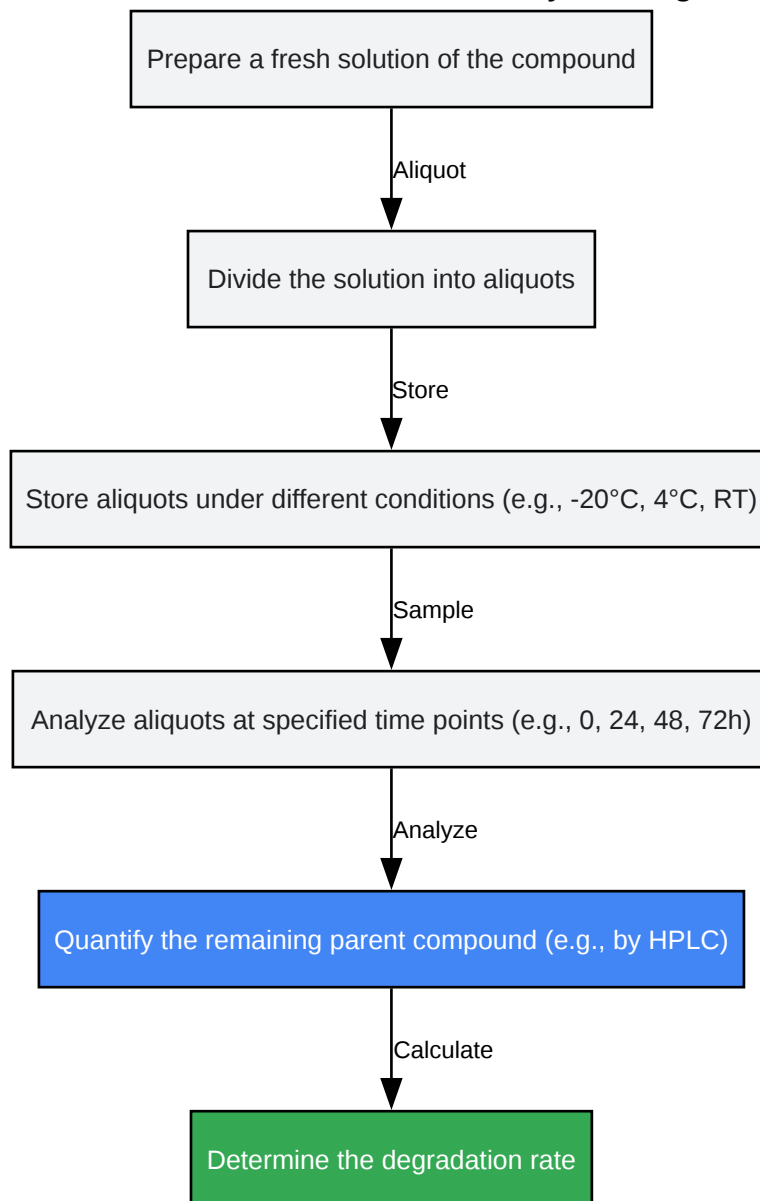 Prepare a fresh solution of the compound
Aliquot
Divide the solution into aliquots
Store
Store aliquots under different conditions (e.g., -20°C, 4°C, RT)
Sample
Analyze aliquots at specified time points (e.g., 0, 24, 48, 72h)
Analyze
Quantify the remaining parent compound (e.g., by HPLC)
Calculate
Determine the degradation rate